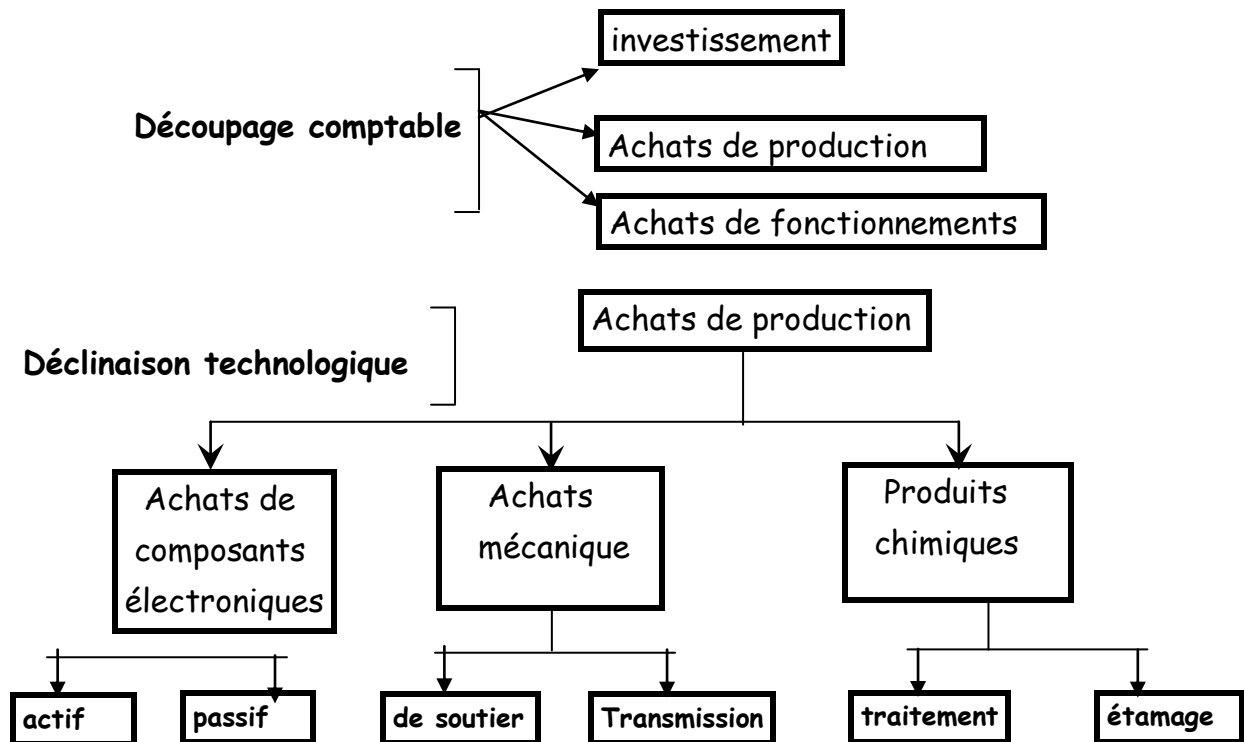 investissement
Découpage comptable
Achats de production
Achats de fonctionnements
Achats de production
Déclinaison technologique
Achats de
composants
électroniques
Achats
mécanique
Produits
chimiques
actif
passif
de soutier
Transmission
traitement
étamage